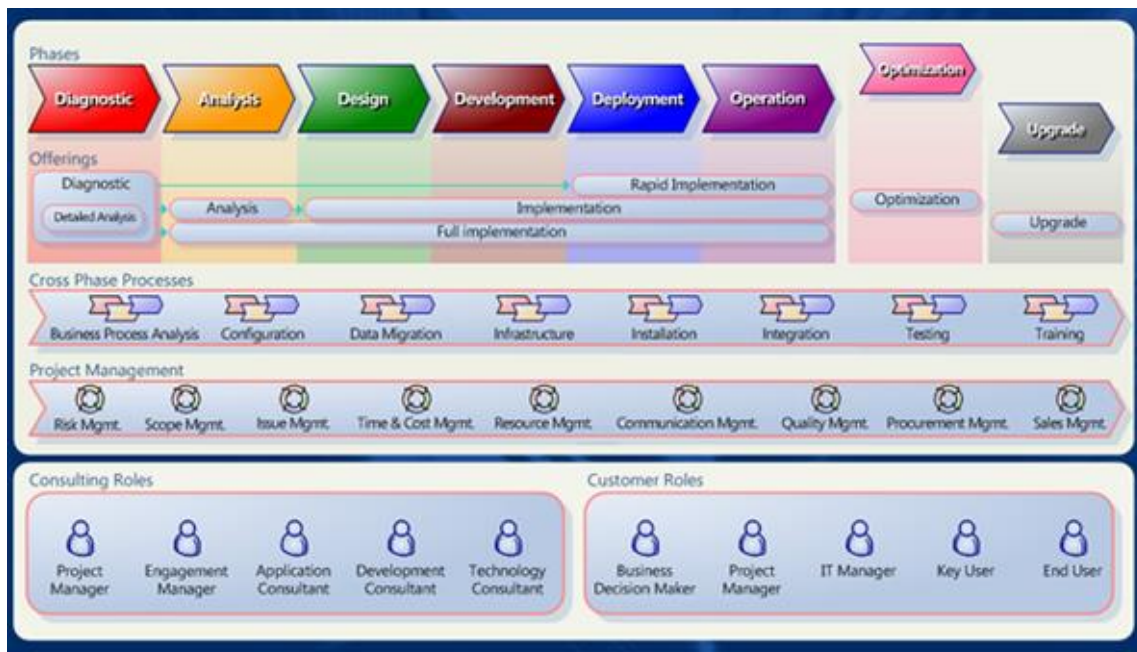 Phases
Diagnostic
Analysis
Design
Development
Deployment
Operation
Optimization
Upgrade
Offerings
Diagnostic
Rapid Implementation
Detailed Analysis
Analysis
Implementation
Full implementation
Optimization
Upgrade
Cross Phase Processes
Business Process Analysis
Configuration
Data Migration
Infrastructure
Installation
Integration
Testing
Training
Project Management
Risk Mgmt.
Scope Mgmt.
Issue Mgmt.
Time & Cost Mgmt.
Resource Mgmt.
Communication Mgmt.
Quality Mgmt.
Procurement Mgmt.
Sales Mgmt.
Consulting Roles
Project
Manager
Engagement
Manager
Application
Consultant
Development
Consultant
Technology
Consultant
Customer Roles
Business
Decision Maker
Project
Manager
IT Manager
Key User
End User